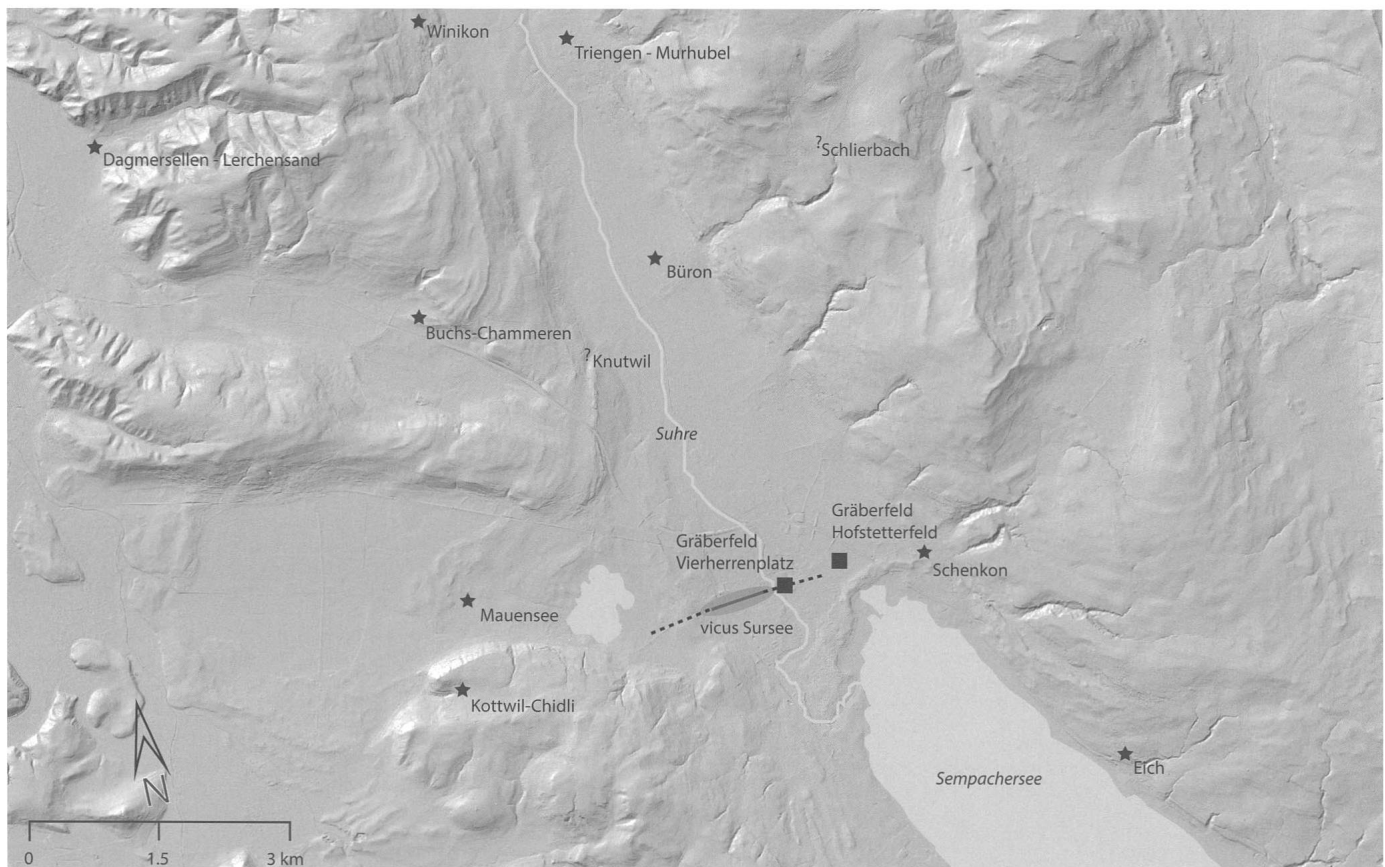 Winikon
Triengen - Murhubel
?Schlierbach
Dagmersellen - Lerchensand
Büron
Buchs-Chammeren
?Knutwil
Suhre
Gräberfeld
Hofstetterfeld
Gräberfeld
Vierherrenplatz
Schenkon
Mauensee
vicus Sursee
Kottwil-Chidli
Eich
Sempachersee
N
0 1.5 3 km